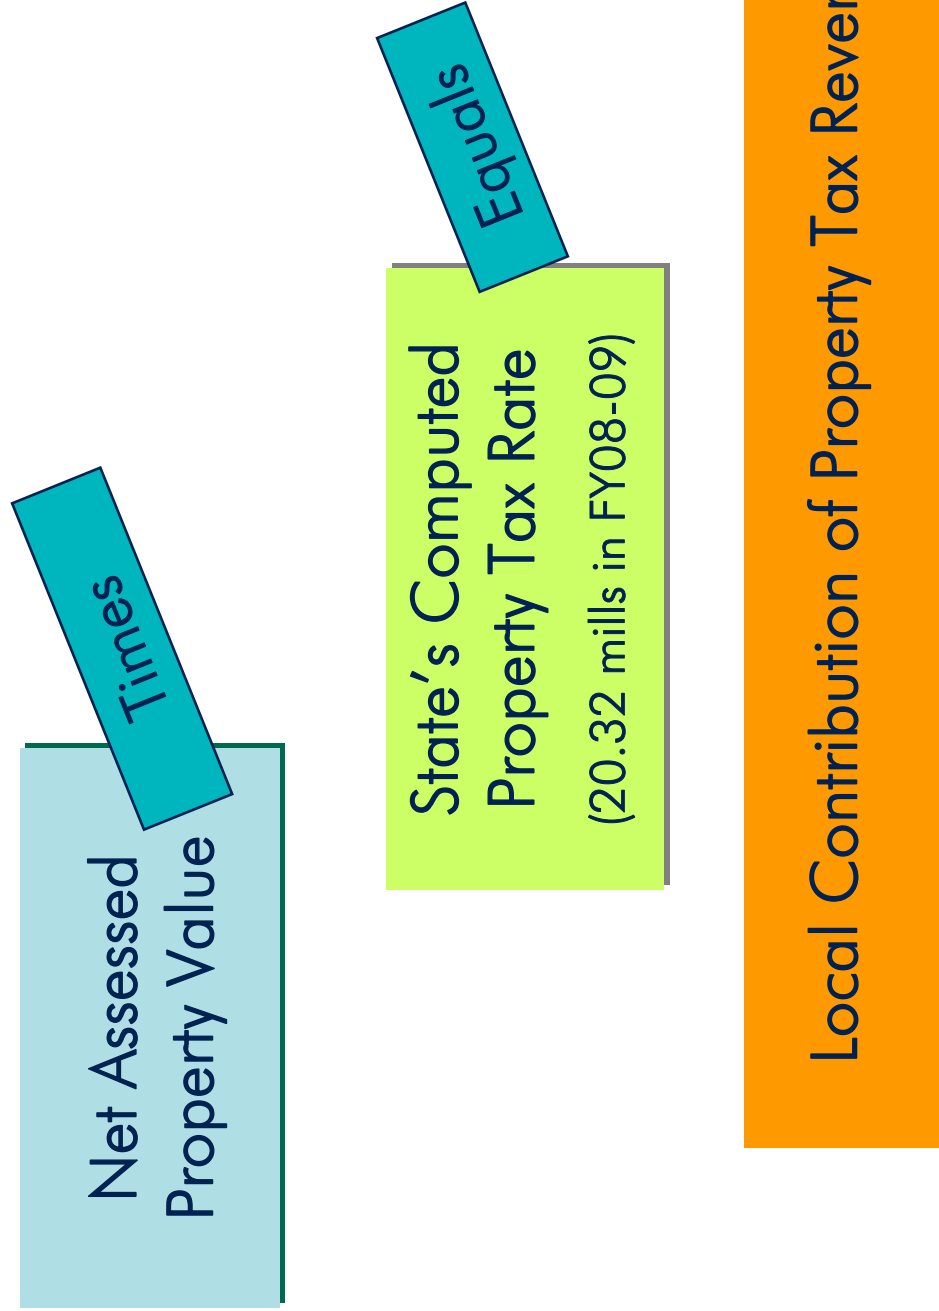 Net Assessed
Property Value
Times
State's Computed
Property Tax Rate
(20.32 mills in FY08-09)
Equals
Local Contribution of Property Tax